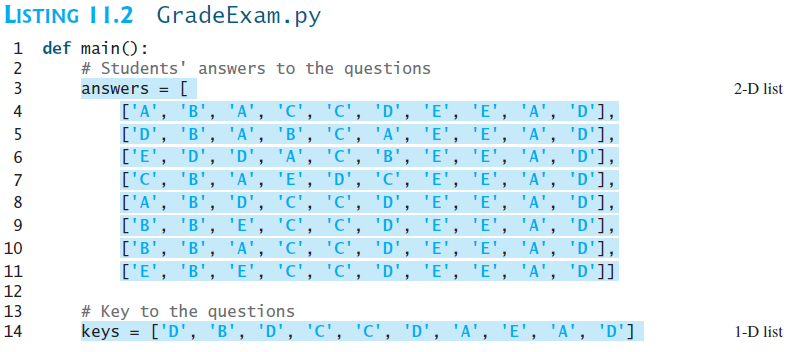 LISTING 11.2 GradeExam.py
1 def main():
2 # Students' answers to the questions
3 answers = [ 2-D list
4 ['A', 'B', 'A', 'C', 'C', 'D', 'E', 'E', 'A', 'D'],
5 ['D', 'B', 'A', 'B', 'C', 'A', 'E', 'E', 'A', 'D'],
6 ['E', 'D', 'D', 'A', 'C', 'B', 'E', 'E', 'A', 'D'],
7 ['C', 'B', 'A', 'E', 'D', 'C', 'E', 'E', 'A', 'D'],
8 ['A', 'B', 'D', 'C', 'C', 'D', 'E', 'E', 'A', 'D'],
9 ['B', 'B', 'E', 'C', 'C', 'D', 'E', 'E', 'A', 'D'],
10 ['B', 'B', 'A', 'C', 'C', 'D', 'E', 'E', 'A', 'D'],
11 ['E', 'B', 'E', 'C', 'C', 'D', 'E', 'E', 'A', 'D']]
12
13 # Key to the questions
14 keys = ['D', 'B', 'D', 'C', 'C', 'D', 'A', 'E', 'A', 'D'] 1-D list